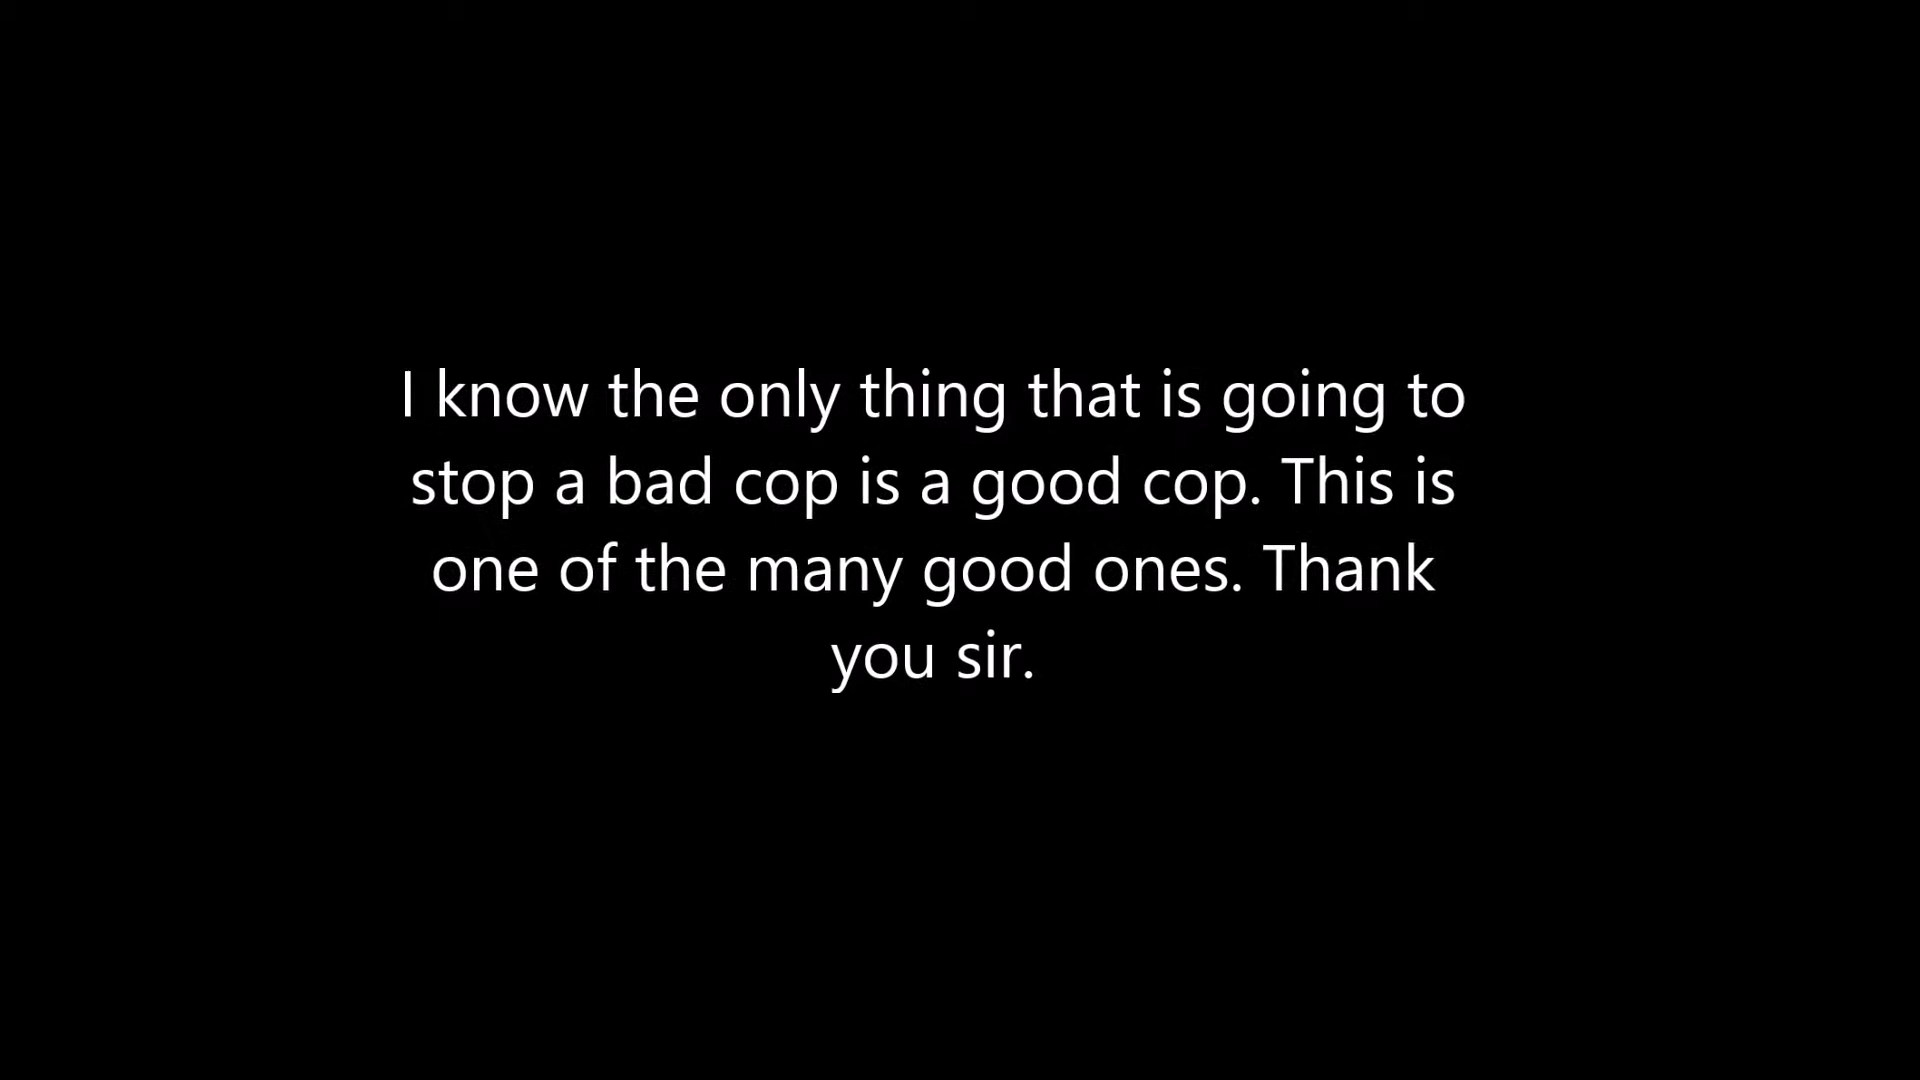 I know the only thing that is going to
stop a bad cop is a good cop. This is
one of the many good ones. Thank
you sir.